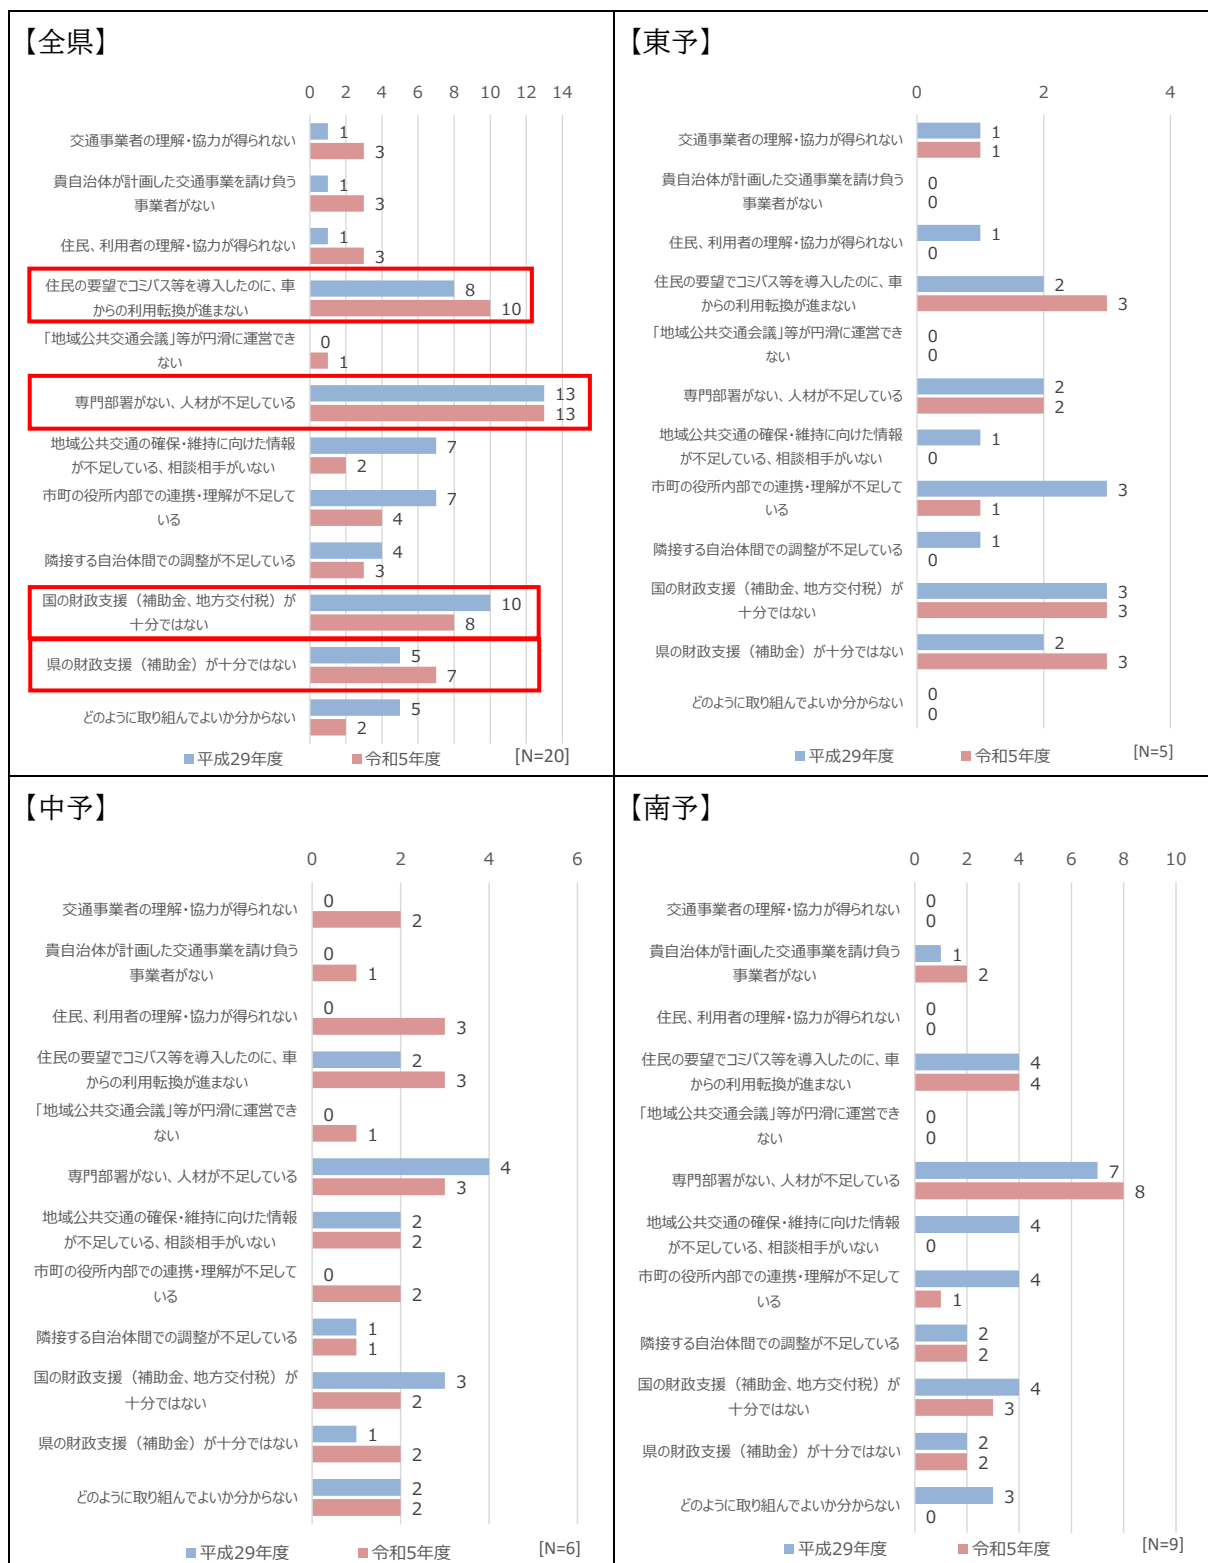 【全県】
0 2 4 6 8 10 12 14
交通事業者の理解・協力が得られない
1
3
貴自治体が計画した交通事業を請け負う
事業者がない
1
3
住民、利用者の理解・協力が得られない
1
3
住民の要望でコミバス等を導入したのに、車
からの利用転換が進まない
8
10
「地域公共交通会議」等が円滑に運営でき
ない
0
1
専門部署がない、人材が不足している
13
13
地域公共交通の確保・維持に向けた情報
が不足している、相談相手がいない
7
2
市町の役所内部での連携・理解が不足して
いる
7
4
隣接する自治体間での調整が不足している
4
3
国の財政支援（補助金、地方交付税）が
十分ではない
10
8
県の財政支援（補助金）が十分ではない
5
7
どのように取り組んでよいか分からない
5
2
平成29年度 令和5年度 [N=20]
【東予】
0 2 4
交通事業者の理解・協力が得られない
1
1
貴自治体が計画した交通事業を請け負う
事業者がない
0
0
住民、利用者の理解・協力が得られない
1
0
住民の要望でコミバス等を導入したのに、車
からの利用転換が進まない
2
3
「地域公共交通会議」等が円滑に運営でき
ない
0
0
専門部署がない、人材が不足している
2
2
地域公共交通の確保・維持に向けた情報
が不足している、相談相手がいない
1
0
市町の役所内部での連携・理解が不足して
いる
3
1
隣接する自治体間での調整が不足している
1
0
国の財政支援（補助金、地方交付税）が
十分ではない
3
3
県の財政支援（補助金）が十分ではない
2
3
どのように取り組んでよいか分からない
0
0
平成29年度 令和5年度 [N=5]
【中予】
0 2 4 6
交通事業者の理解・協力が得られない
0
2
貴自治体が計画した交通事業を請け負う
事業者がない
0
1
住民、利用者の理解・協力が得られない
0
3
住民の要望でコミバス等を導入したのに、車
からの利用転換が進まない
2
3
「地域公共交通会議」等が円滑に運営でき
ない
0
1
専門部署がない、人材が不足している
4
3
地域公共交通の確保・維持に向けた情報
が不足している、相談相手がいない
2
2
市町の役所内部での連携・理解が不足して
いる
0
2
隣接する自治体間での調整が不足している
1
1
国の財政支援（補助金、地方交付税）が
十分ではない
3
2
県の財政支援（補助金）が十分ではない
1
2
どのように取り組んでよいか分からない
2
2
平成29年度 令和5年度 [N=6]
【南予】
0 2 4 6 8 10
交通事業者の理解・協力が得られない
0
0
貴自治体が計画した交通事業を請け負う
事業者がない
1
2
住民、利用者の理解・協力が得られない
0
0
住民の要望でコミバス等を導入したのに、車
からの利用転換が進まない
4
4
「地域公共交通会議」等が円滑に運営でき
ない
0
0
専門部署がない、人材が不足している
7
8
地域公共交通の確保・維持に向けた情報
が不足している、相談相手がいない
4
0
市町の役所内部での連携・理解が不足して
いる
4
1
隣接する自治体間での調整が不足している
2
2
国の財政支援（補助金、地方交付税）が
十分ではない
4
3
県の財政支援（補助金）が十分ではない
2
2
どのように取り組んでよいか分からない
3
0
平成29年度 令和5年度 [N=9]